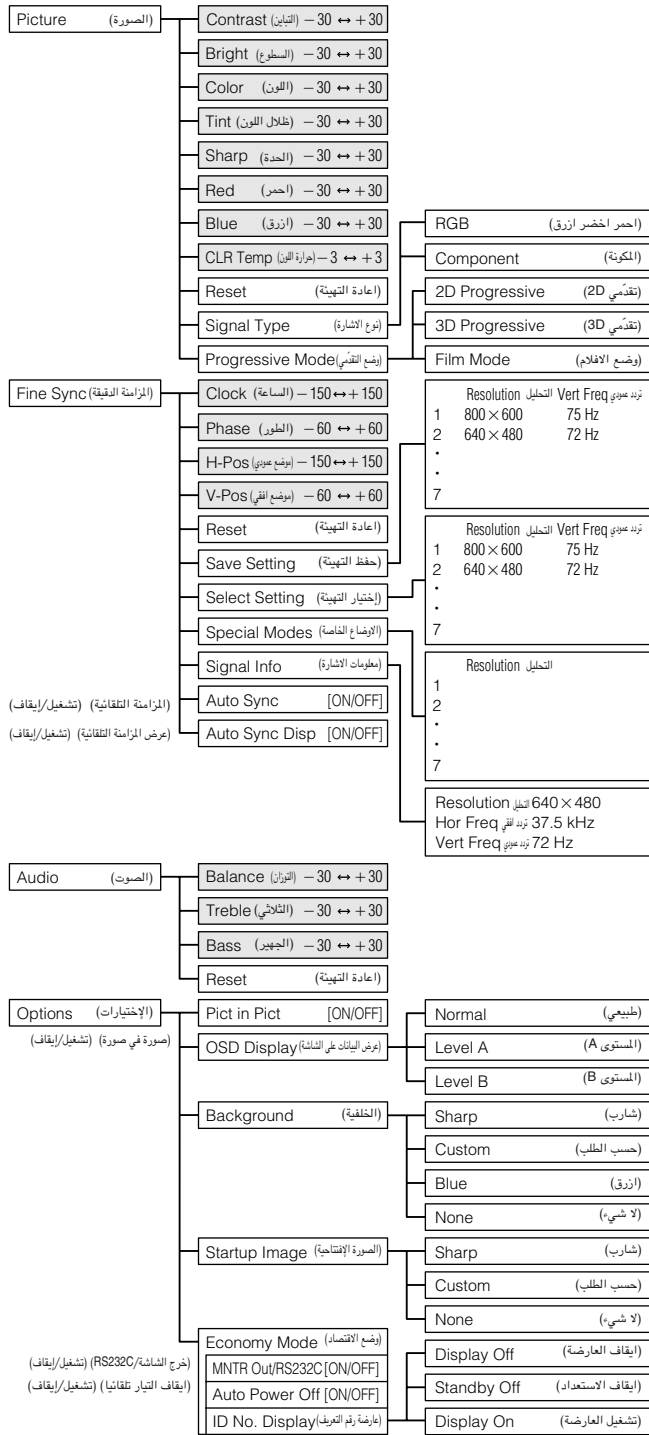 Picture (الصورة)
Contrast (التباين) −30 ↔ +30
Bright (السطوع) −30 ↔ +30
Color (اللون) −30 ↔ +30
Tint (ظلال اللون) −30 ↔ +30
Sharp (الحدة) −30 ↔ +30
Red (احمر) −30 ↔ +30
Blue (ازرق) −30 ↔ +30
CLR Temp (حرارة اللون) −3 ↔ +3
Reset (اعادة التهيئة)
Signal Type (نوع الاشارة)
Progressive Mode (وضع التقدّمي)
RGB (احمر اخضر ازرق)
Component (المكونة)
2D Progressive (تقدّمي 2D)
3D Progressive (تقدّمي 3D)
Film Mode (وضع الافلام)
Fine Sync (المزامنة الدقيقة)
Clock (الساعة) −150 ↔ +150
Phase (الطور) −60 ↔ +60
H-Pos (موضع عمودي) −150 ↔ +150
V-Pos (موضع افقي) −60 ↔ +60
Reset (اعادة التهيئة)
Save Setting (حفظ التهيئة)
Select Setting (إختيار التهيئة)
Special Modes (الاوضاع الخاصة)
Signal Info (معلومات الاشارة)
Auto Sync [ON/OFF]
(المزامنة التلقائية) (تشغيل/إيقاف)
Auto Sync Disp [ON/OFF]
(عرض المزامنة التلقائية) (تشغيل/إيقاف)
Resolution التحليل Vert Freq تردد عمودي
1 800 × 600 75 Hz
2 640 × 480 72 Hz
•
•
7
Resolution التحليل Vert Freq تردد عمودي
1 800 × 600 75 Hz
2 640 × 480 72 Hz
•
•
7
Resolution التحليل
1
2
•
•
7
Resolution التحليل 640 × 480
Hor Freq تردد افقي 37.5 kHz
Vert Freq تردد عمودي 72 Hz
Audio (الصوت)
Balance (التوزان) −30 ↔ +30
Treble (الثلاثي) −30 ↔ +30
Bass (الجهير) −30 ↔ +30
Reset (اعادة التهيئة)
Options (الإختيارات)
Pict in Pict [ON/OFF]
(صورة في صورة) (تشغيل/إيقاف)
OSD Display (عرض البيانات على الشاشة)
Normal (طبيعي)
Level A (المستوى A)
Level B (المستوى B)
Background (الخلفية)
Sharp (شارب)
Custom (حسب الطلب)
Blue (ازرق)
None (لا شيء)
Startup Image (الصورة الإفتتاحية)
Sharp (شارب)
Custom (حسب الطلب)
None (لا شيء)
Economy Mode (وضع الاقتصاد)
MNTR Out/RS232C [ON/OFF]
(خرج الشاشة/RS232C) (تشغيل/إيقاف)
Auto Power Off [ON/OFF]
(ايقاف التيار تلقائيا) (تشغيل/إيقاف)
ID No. Display (عارضة رقم التعريف)
Display Off (ايقاف العارضة)
Standby Off (ايقاف الاستعداد)
Display On (تشغيل العارضة)